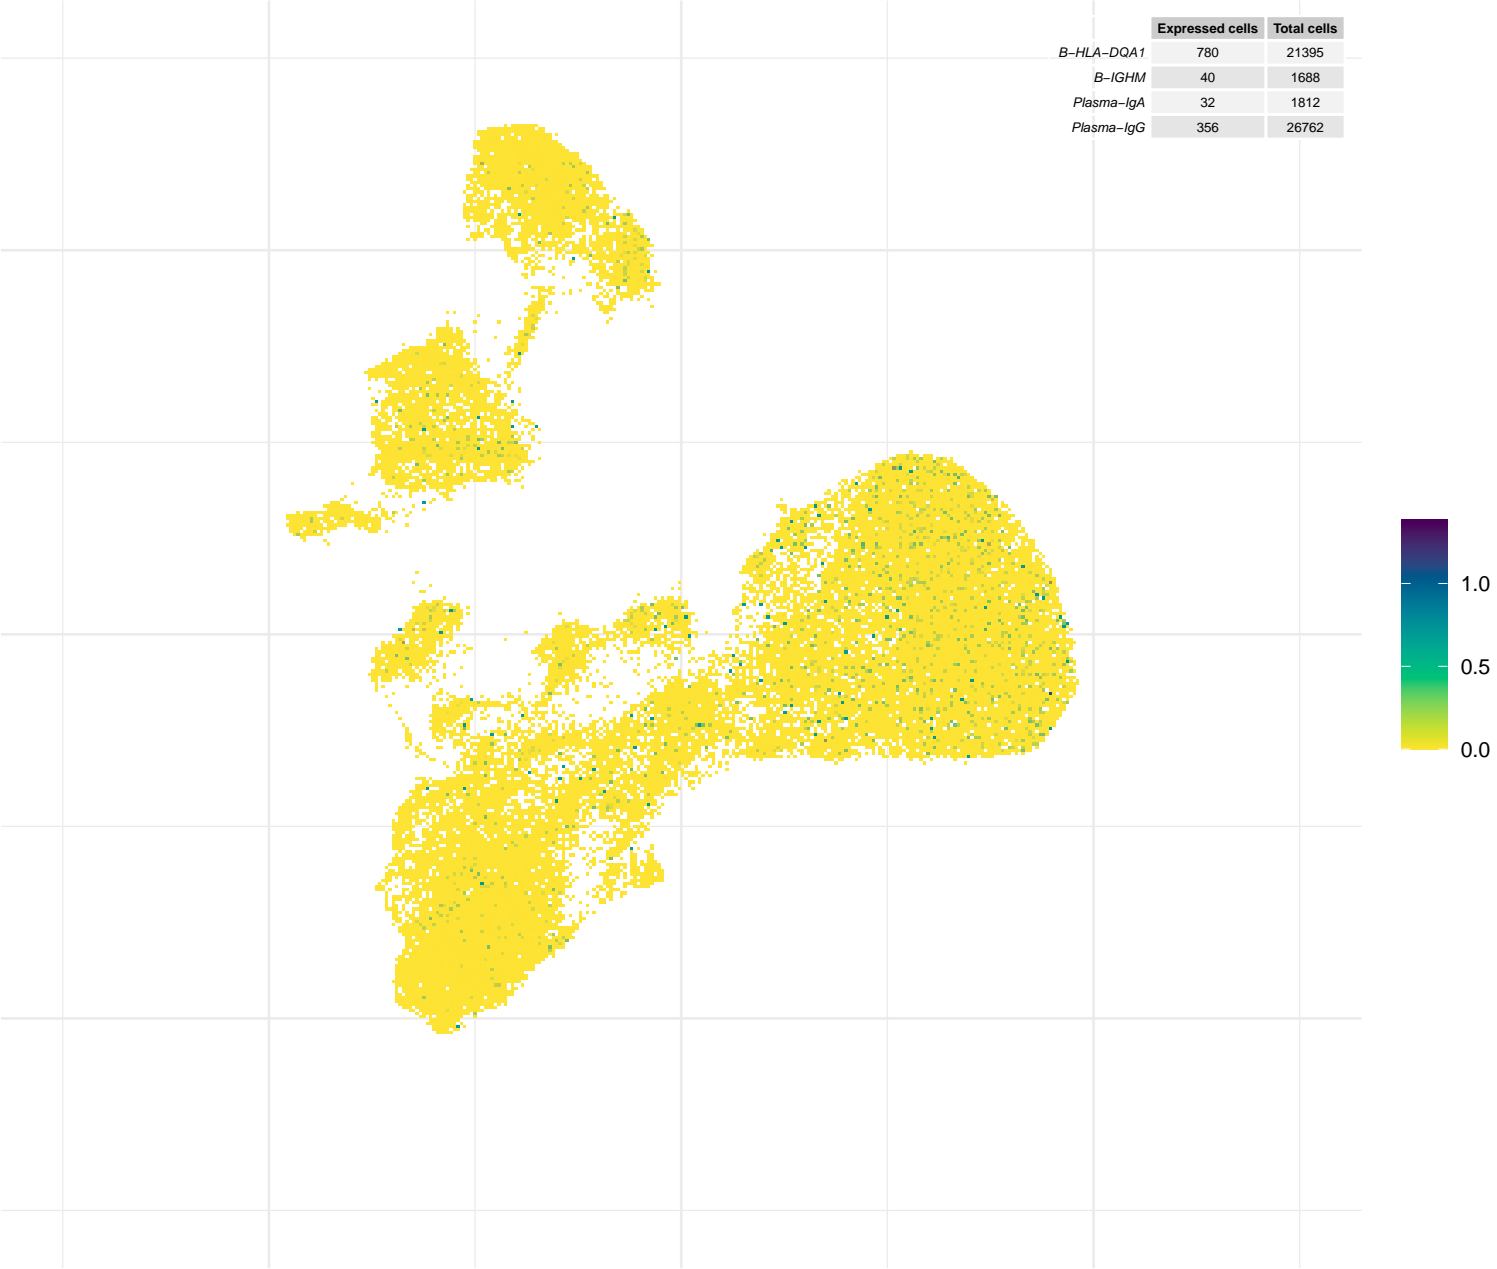 Expressed cells Total cells
B−HLA−DQA1 780 21395
B−IGHM 40 1688
Plasma−IgA 32 1812
Plasma−IgG 356 26762
1.0
0.5
0.0